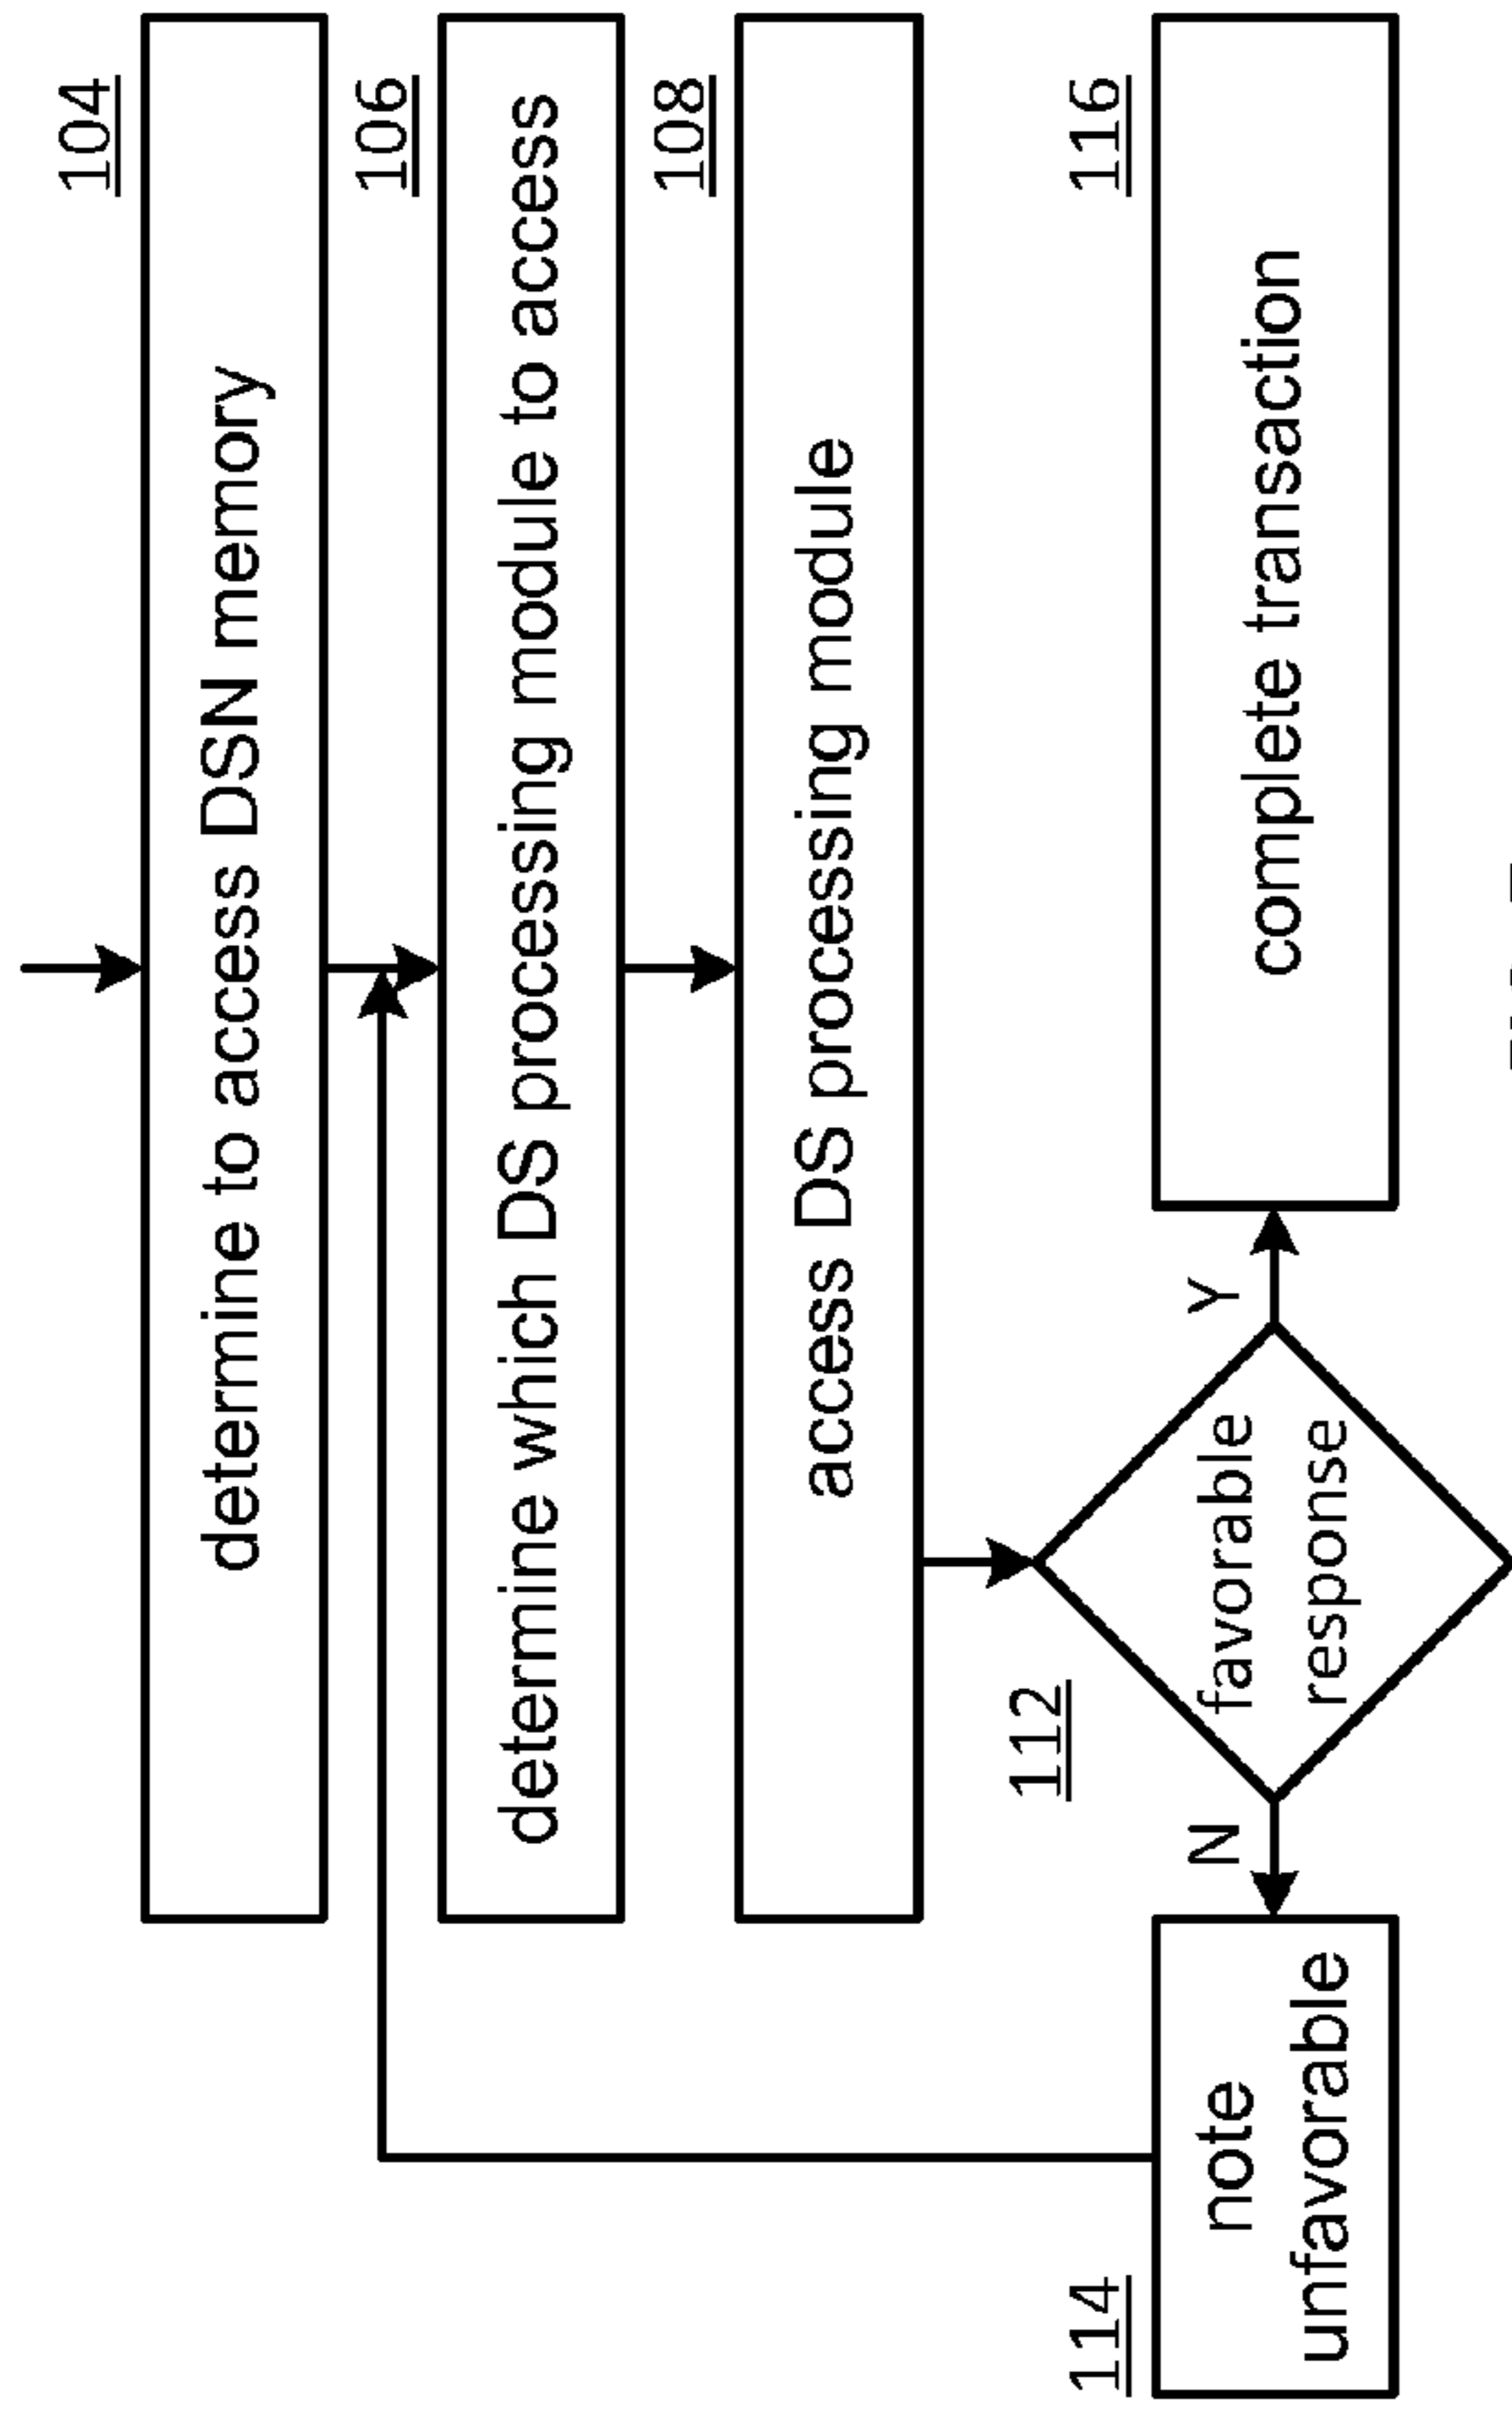 104
determine to access DSN memory
106
determine which DS processing module to access
108
access DS processing module
112
favorable
response
N
Y
114
note
unfavorable
116
complete transaction